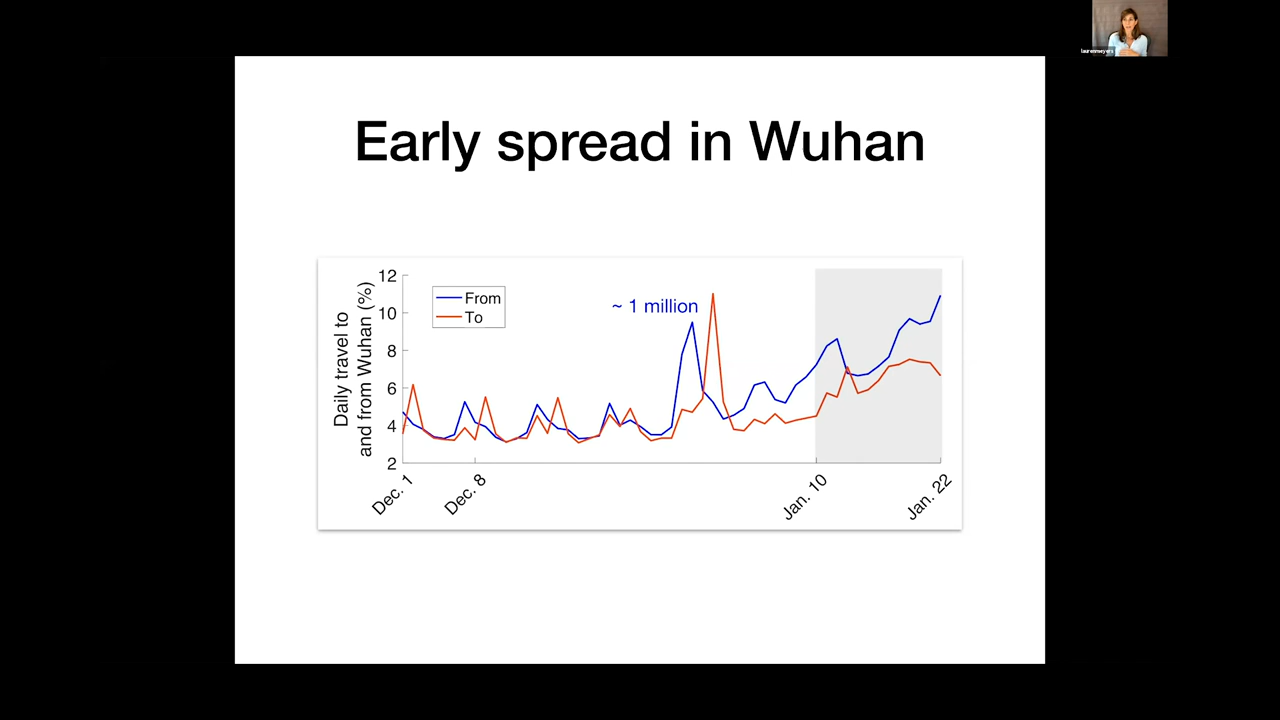 laurenmeyers
Early spread in Wuhan
Daily travel to
and from Wuhan (%)
12
10
8
6
4
2
From
To
~ 1 million
Dec. 1
Dec. 8
Jan. 10
Jan. 22